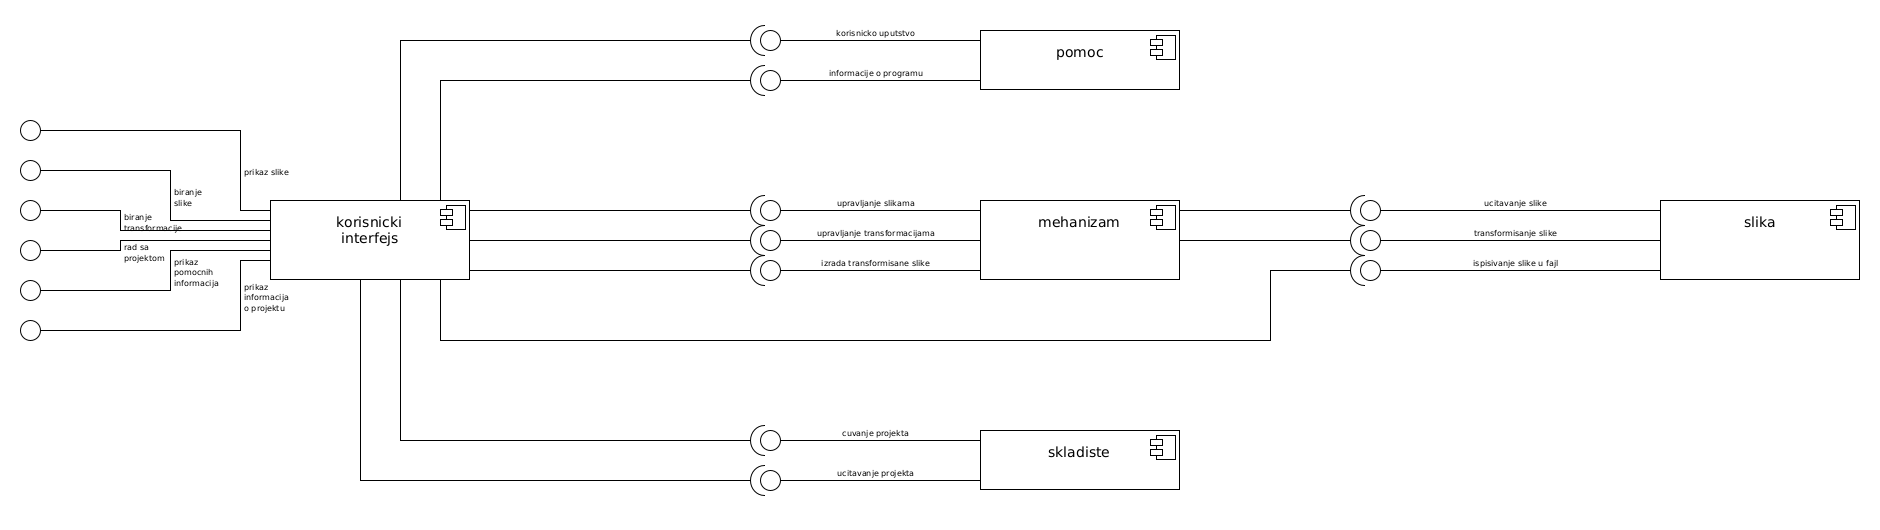 korisnicko uputstvo
pomoc
informacije o programu
prikaz slike
biranje
slike
biranje
transformacije
rad sa
projektom
prikaz
pomocnih
informacija
prikaz
informacija
o projektu
korisnicki
interfejs
upravljanje slikama
upravljanje transformacijama
izrada transformisane slike
mehanizam
ucitavanje slike
transformisanje slike
ispisivanje slike u fajl
slika
cuvanje projekta
skladiste
ucitavanje projekta